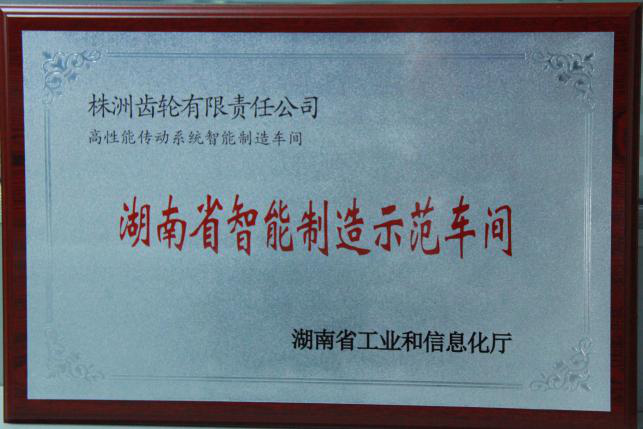 株洲齿轮有限责任公司
高性能传动系统智能制造车间
湖南省智能制造示范车间
湖南省工业和信息化厅